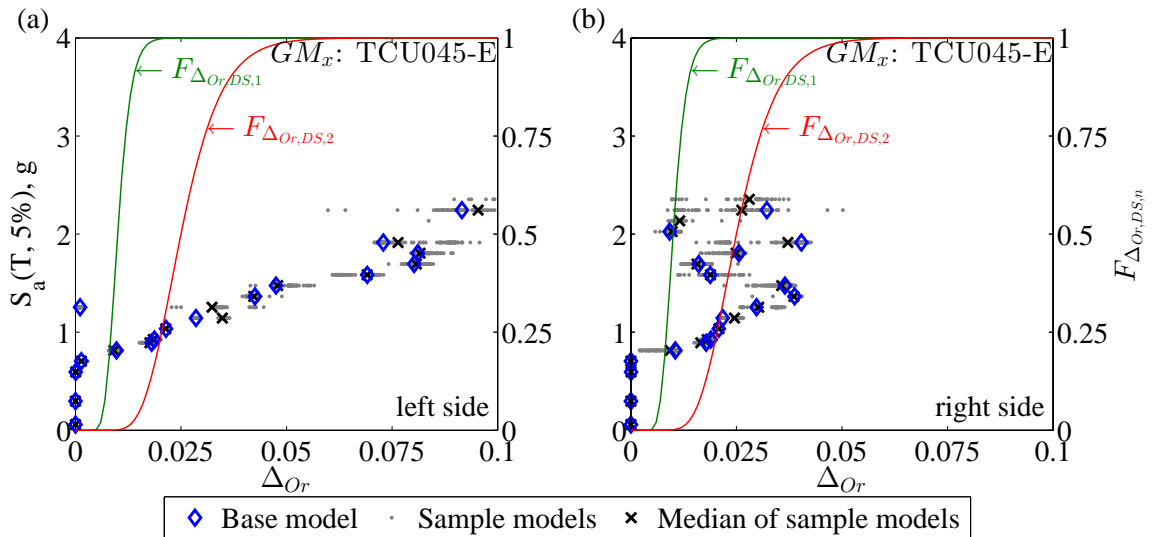 (a)
(b)
GM_x: TCU045-E
GM_x: TCU045-E
F_{Δ_{Or,DS,1}}
F_{Δ_{Or,DS,1}}
F_{Δ_{Or,DS,2}}
F_{Δ_{Or,DS,2}}
S_a(T, 5%), g
4
3
2
1
0
1
0.75
0.5
0.25
0
4
3
2
1
0
1
0.75
0.5
0.25
0
F_{Δ_{Or,DS,n}}
left side
right side
0 0.025 0.05 0.075 0.1
0 0.025 0.05 0.075 0.1
Δ_{Or}
Δ_{Or}
Base model Sample models Median of sample models